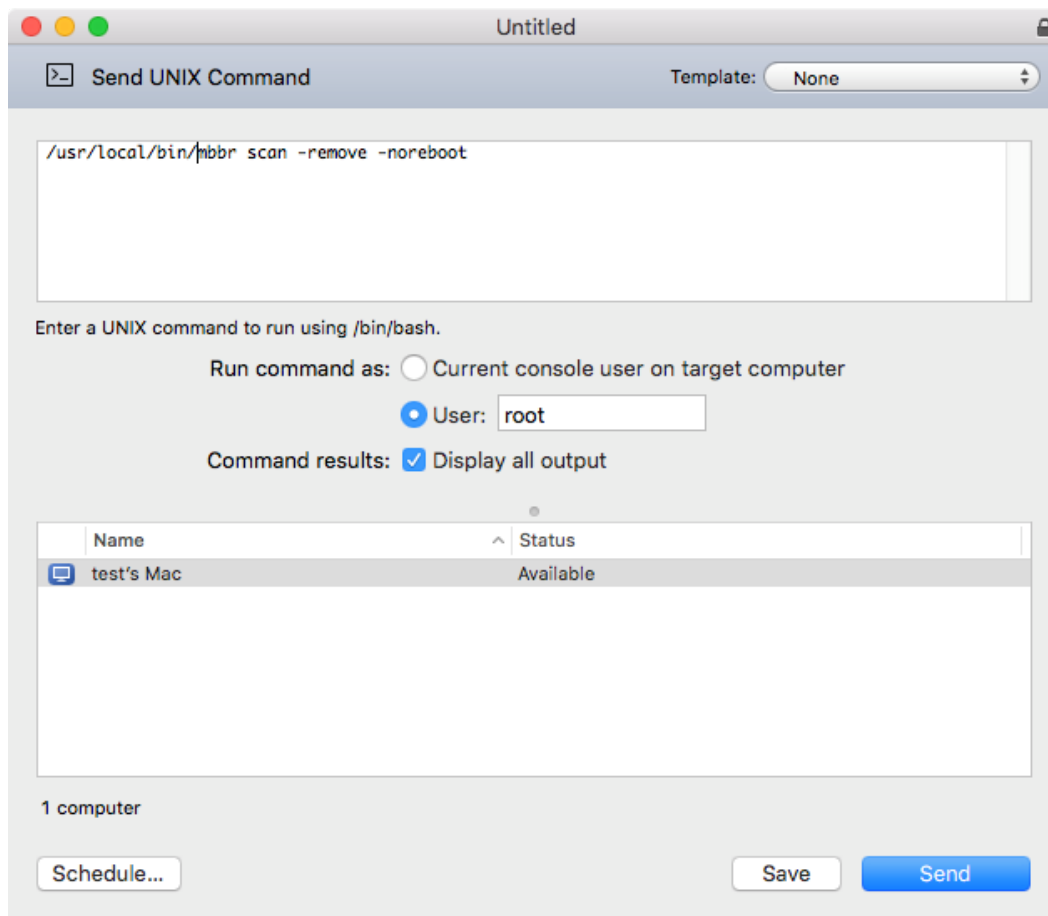 Untitled
Send UNIX Command
Template: None
/usr/local/bin/mbbr scan -remove -noreboot
Enter a UNIX command to run using /bin/bash.
Run command as: Current console user on target computer
User: root
Command results: Display all output
Name Status
test's Mac Available
1 computer
Schedule... Save Send